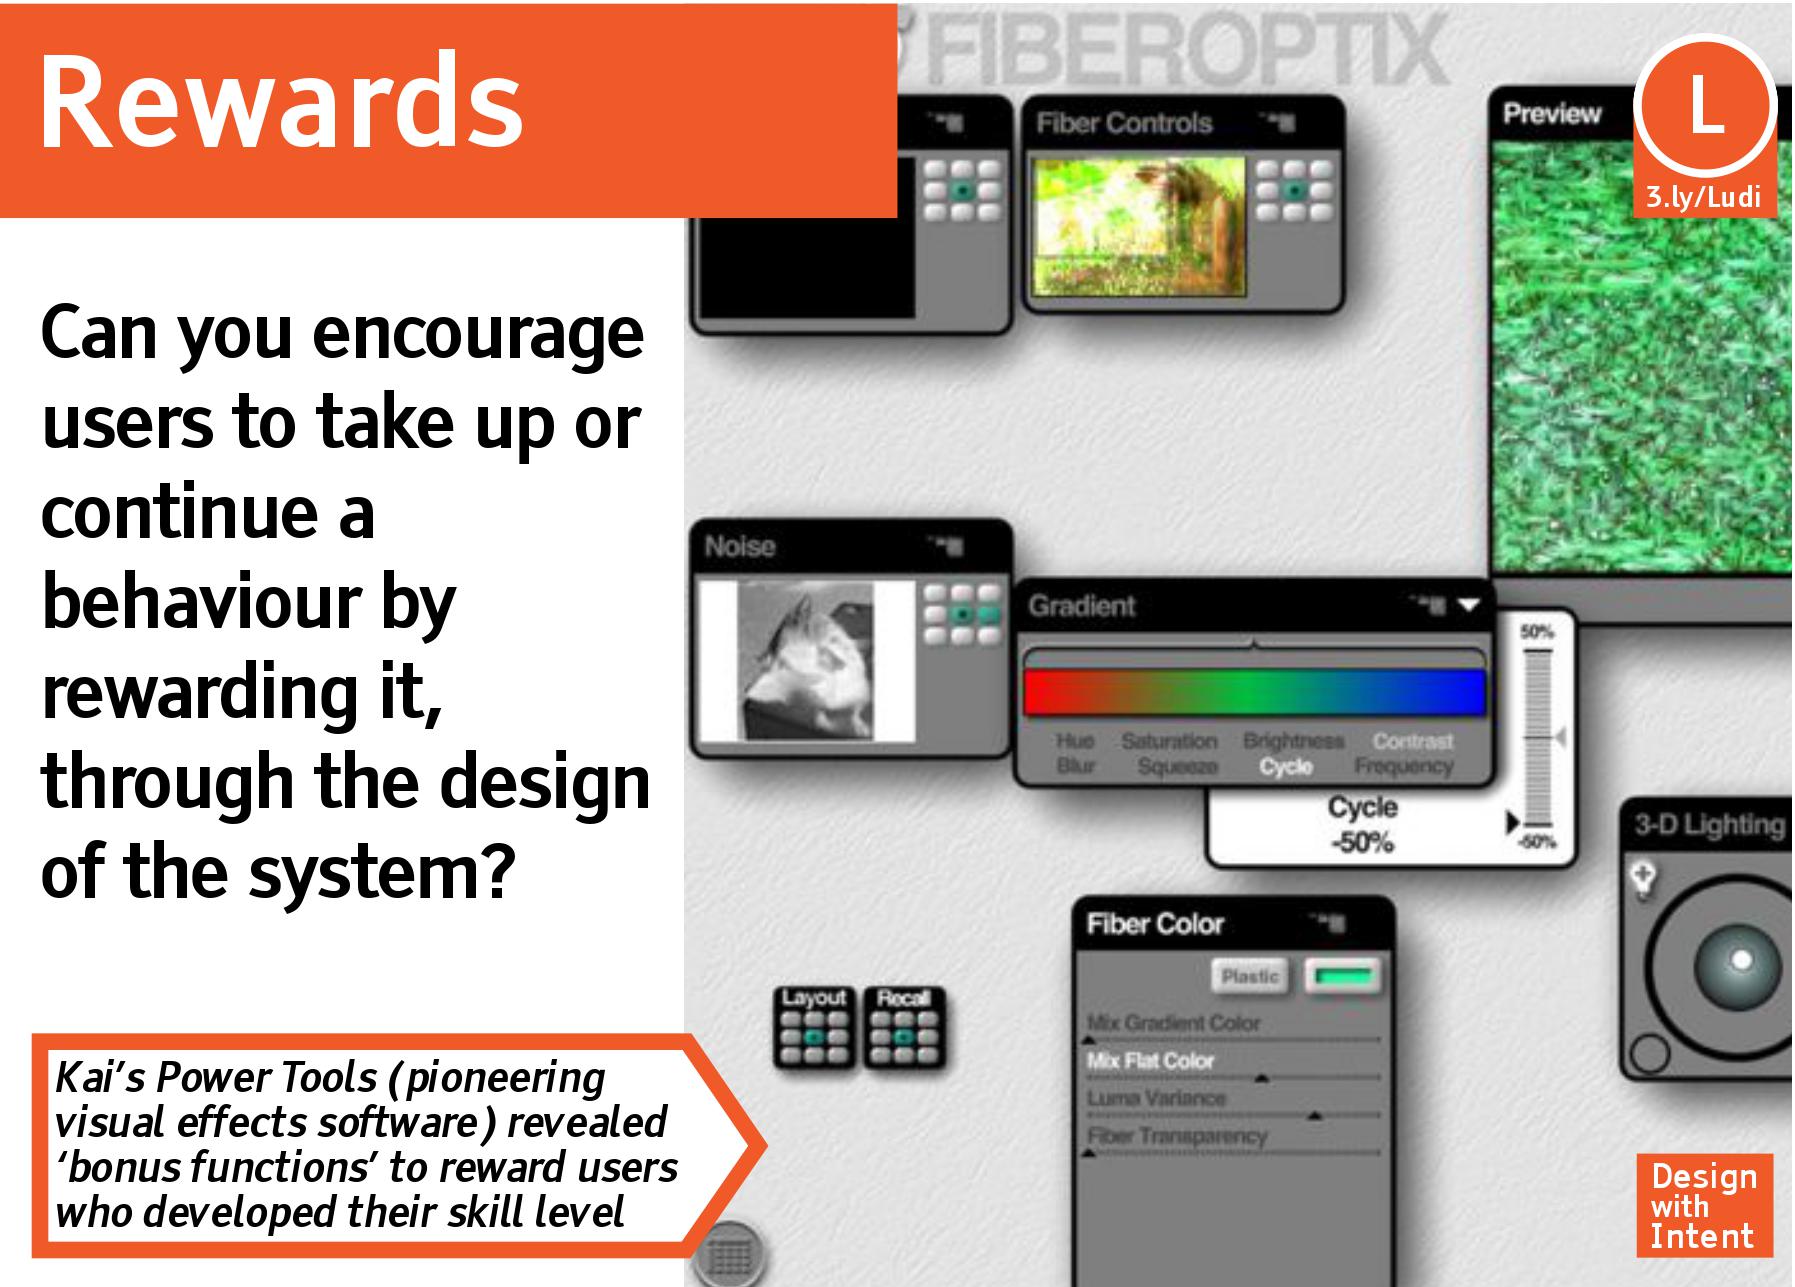 Rewards
FIBEROPTIX
L
3.ly/Ludi
Fiber Controls
Preview
Can you encourage
users to take up or
continue a
behaviour by
rewarding it,
through the design
of the system?
Noise
Gradient
50%
Hue Saturation Brightness Contrast
Blur Squeeze Cycle Frequency
Cycle
-50%
-50%
3-D Lighting
Fiber Color
Plastic
Mix Gradient Color
Mix Flat Color
Luma Variance
Fiber Transparency
Layout Recall
Kai's Power Tools (pioneering
visual effects software) revealed
‘bonus functions’ to reward users
who developed their skill level
Design
with
Intent